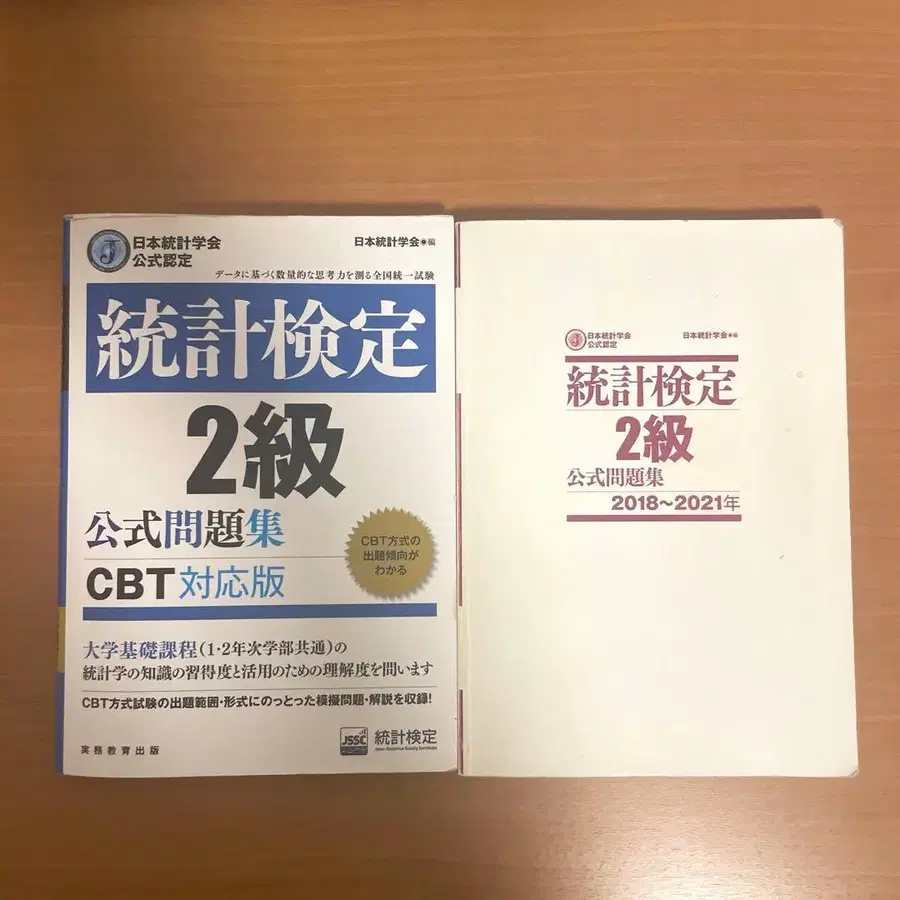 日本統計学会
公式認定
日本統計学会●編
データに基づく数量的な思考力を測る全国統一試験
統計検定
2級
公式問題集
CBT対応版
CBT方式の
出題傾向が
わかる
大学基礎課程(1・2年次学部共通)の
統計学の知識の習得度と活用のための理解度を問います
CBT方式試験の出題範囲・形式にのっとった模擬問題・解説を収録!
実務教育出版
JSSC
統計検定
日本統計学会
公式認定
日本統計学会●編
統計検定
2級
公式問題集
2018〜2021年